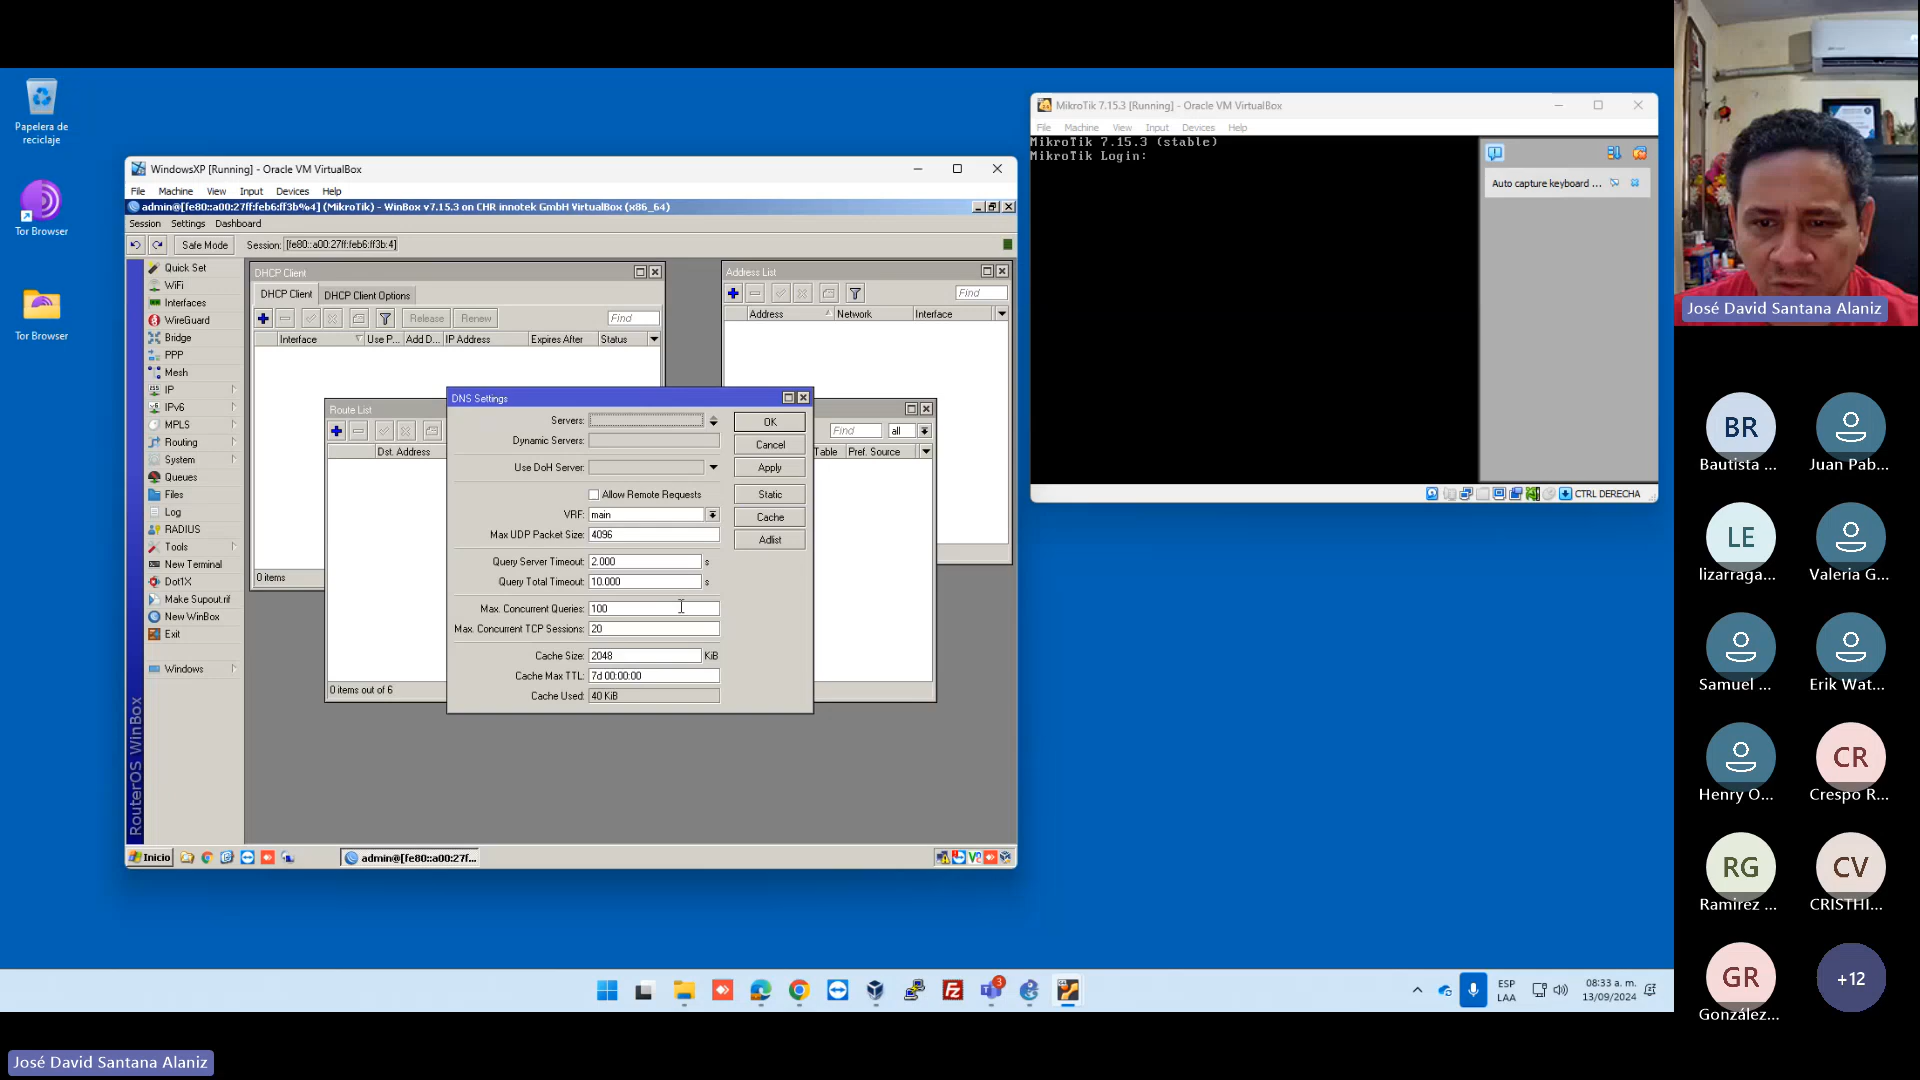 Papelera de
reciclaje
Tor Browser
Tor Browser
WindowsXP [Running] - Oracle VM VirtualBox
File Machine View Input Devices Help
admin@[fe80::a00:27ff:feb6:ff3b%4] (MikroTik) - WinBox v7.15.3 on CHR innotek GmbH VirtualBox (x86_64)
Session Settings Dashboard
Safe Mode Session: [fe80::a00:27ff:feb6:ff3b:4]
Quick Set
WiFi
Interfaces
WireGuard
Bridge
PPP
Mesh
IP
IPv6
MPLS
Routing
System
Queues
Files
Log
RADIUS
Tools
New Terminal
Dot1X
Make Supout.rif
New WinBox
Exit
Windows
RouterOS WinBox
DHCP Client
DHCP Client DHCP Client Options
Release Renew Find
Interface Use P... Add D... IP Address Expires After Status
0 items
Address List
Find
Address Network Interface
Route List
Find all
Dst. Address Table Pref. Source
0 items out of 6
DNS Settings
Servers:
Dynamic Servers:
Use DoH Server:
Allow Remote Requests
VRF: main
Max UDP Packet Size: 4096
Query Server Timeout: 2.000 s
Query Total Timeout: 10.000 s
Max. Concurrent Queries: 100
Max. Concurrent TCP Sessions: 20
Cache Size: 2048 KiB
Cache Max TTL: 7d 00:00:00
Cache Used: 40 KiB
OK
Cancel
Apply
Static
Cache
Adlist
Inicio
admin@[fe80::a00:27f...
MikroTik 7.15.3 [Running] - Oracle VM VirtualBox
File Machine View Input Devices Help
MikroTik 7.15.3 (stable)
MikroTik Login:
Auto capture keyboard ...
CTRL DERECHA
José David Santana Alaniz
BR
Bautista ...
Juan Pab...
LE
lizarraga...
Valeria G...
Samuel ...
Erik Wat...
Henry O...
CR
Crespo R...
RG
Ramirez ...
CV
CRISTHI...
GR
González...
+12
3
ESP
LAA
08:33 a. m.
13/09/2024
José David Santana Alaniz